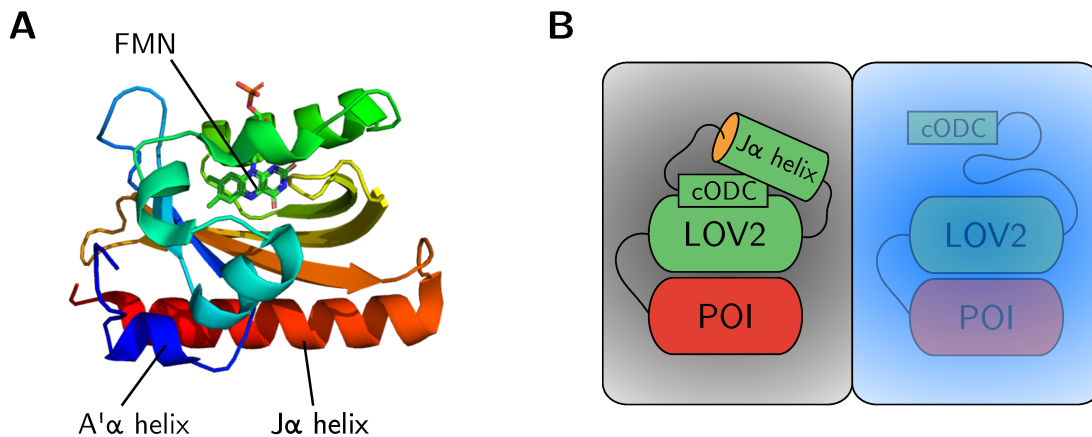 A
FMN
A'α helix
Jα helix
B
Jα helix
cODC
LOV2
POI
cODC
LOV2
POI